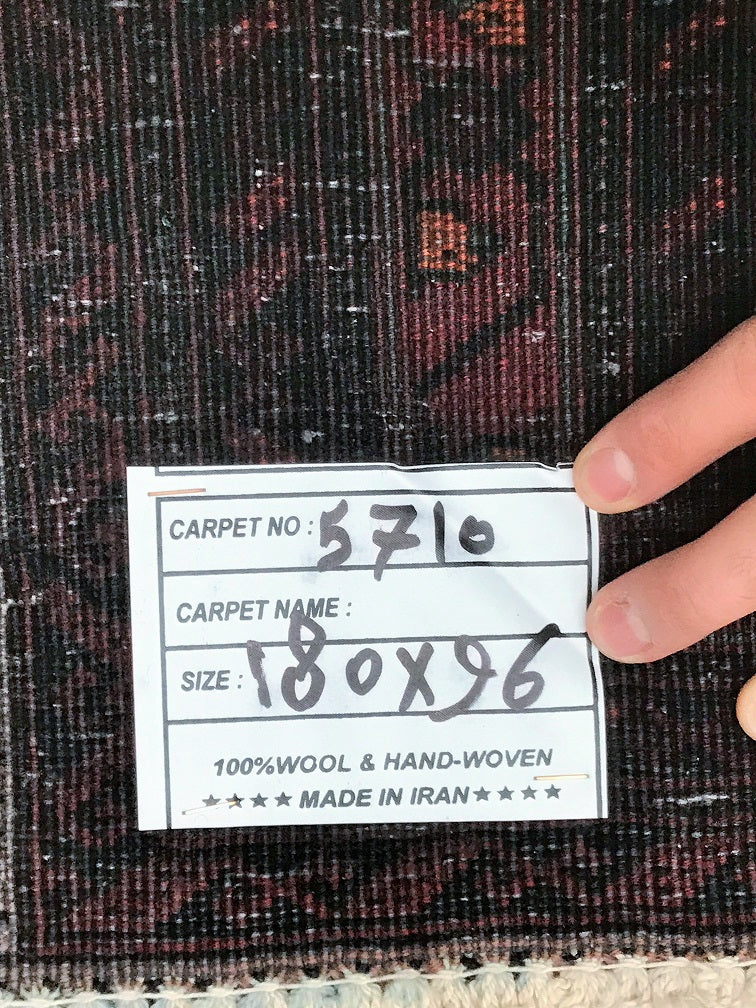 CARPET NO : 5710
CARPET NAME :
SIZE : 180X96
100%WOOL & HAND-WOVEN
★★★★ MADE IN IRAN★★★★